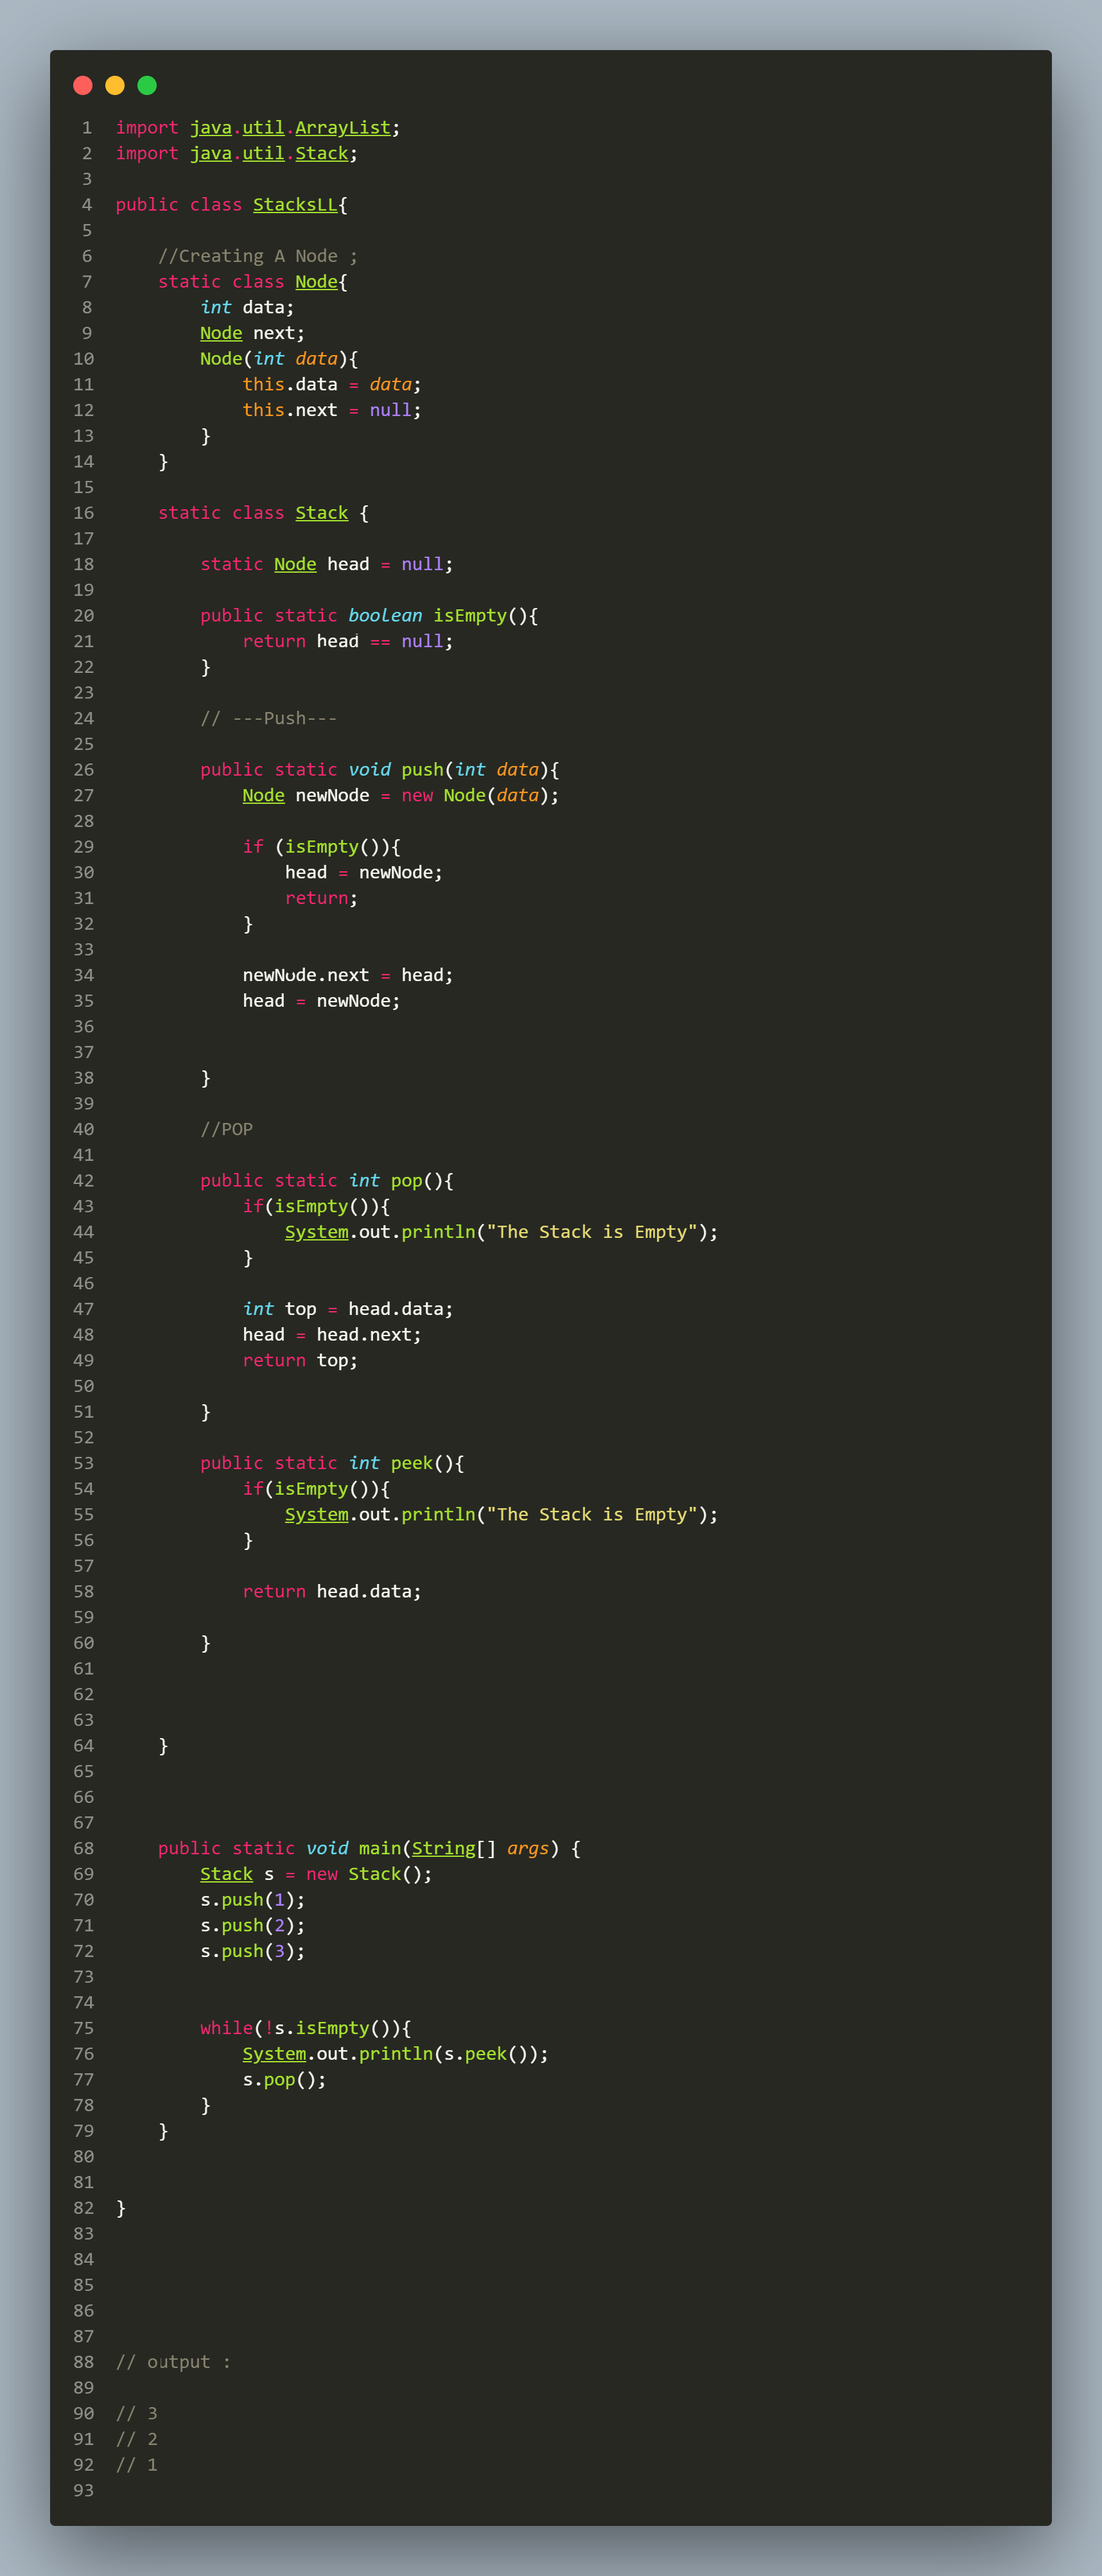 1 import java.util.ArrayList;
2 import java.util.Stack;
3
4 public class StacksLL{
5
6     //Creating A Node ;
7     static class Node{
8         int data;
9         Node next;
10         Node(int data){
11             this.data = data;
12             this.next = null;
13         }
14     }
15
16     static class Stack {
17
18         static Node head = null;
19
20         public static boolean isEmpty(){
21             return head == null;
22         }
23
24         // ---Push---
25
26         public static void push(int data){
27             Node newNode = new Node(data);
28
29             if (isEmpty()){
30                 head = newNode;
31                 return;
32             }
33
34             newNode.next = head;
35             head = newNode;
36
37
38         }
39
40         //POP
41
42         public static int pop(){
43             if(isEmpty()){
44                 System.out.println("The Stack is Empty");
45             }
46
47             int top = head.data;
48             head = head.next;
49             return top;
50
51         }
52
53         public static int peek(){
54             if(isEmpty()){
55                 System.out.println("The Stack is Empty");
56             }
57
58             return head.data;
59
60         }
61
62
63
64     }
65
66
67
68     public static void main(String[] args) {
69         Stack s = new Stack();
70         s.push(1);
71         s.push(2);
72         s.push(3);
73
74
75         while(!s.isEmpty()){
76             System.out.println(s.peek());
77             s.pop();
78         }
79     }
80
81
82 }
83
84
85
86
87
88 // output :
89
90 // 3
91 // 2
92 // 1
93